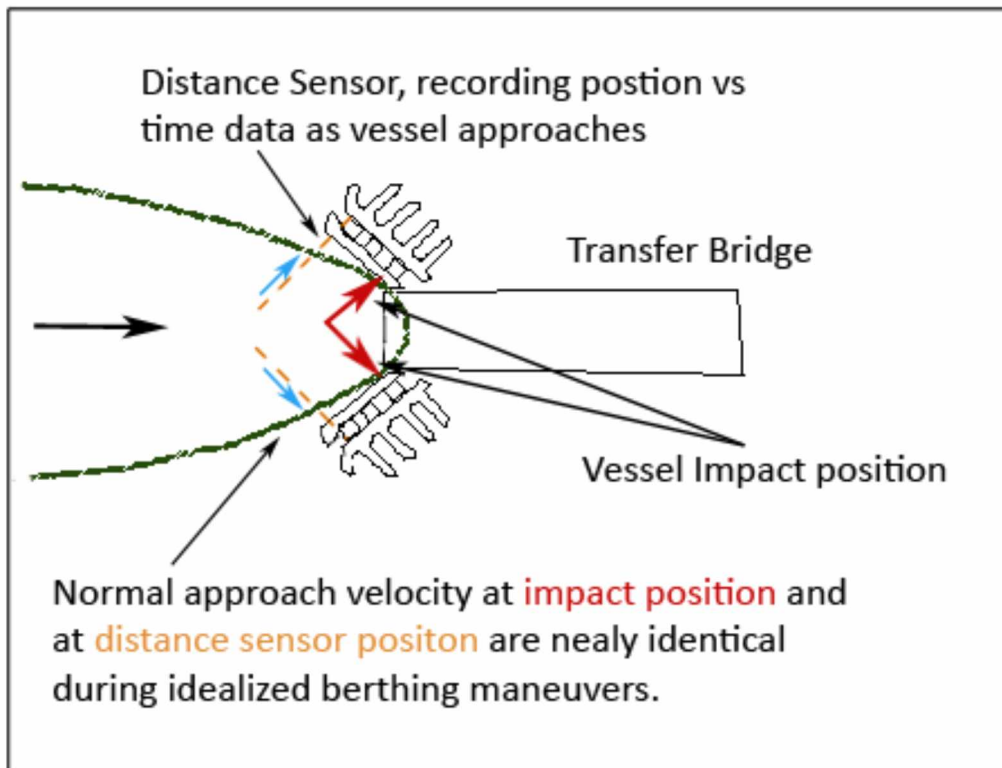 Distance Sensor, recording postion vs
time data as vessel approaches
Transfer Bridge
Vessel Impact position
Normal approach velocity at impact position and
at distance sensor positon are nealy identical
during idealized berthing maneuvers.